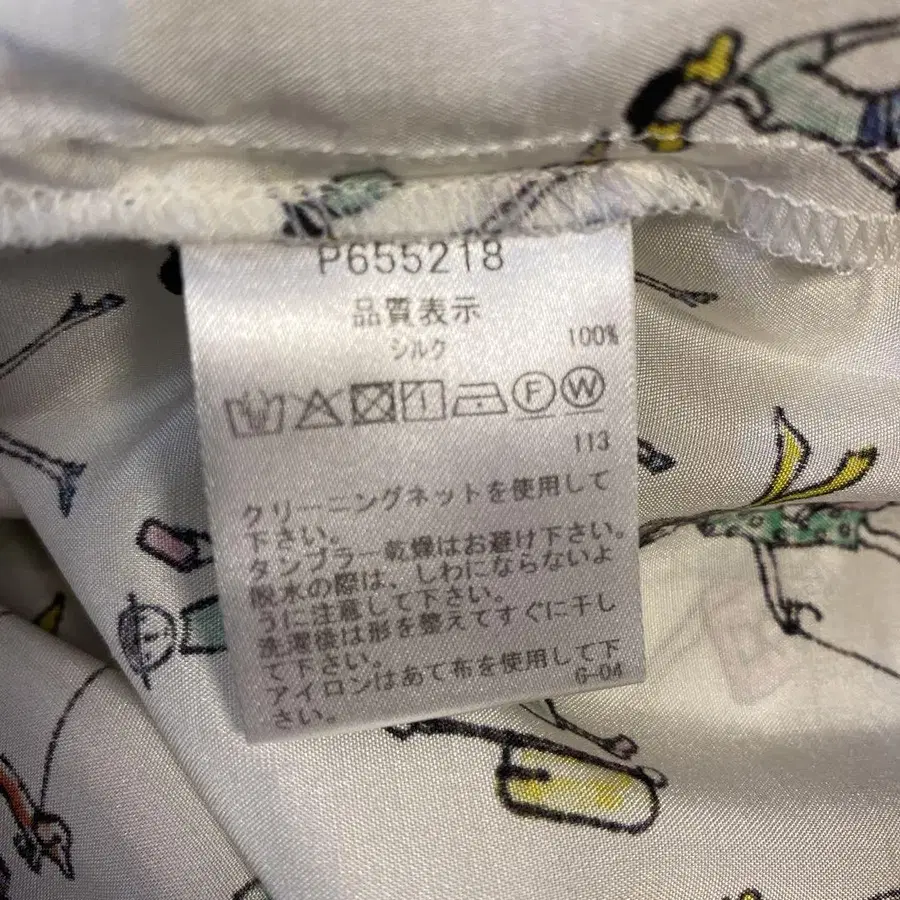 P655218
品質表示
シルク 100%
F W
113
クリーニングネットを使用して
下さい。
タンブラー乾燥はお避け下さい。
脱水の際は、しわにならないよ
うに注意して下さい。
洗濯後は形を整えてすぐに干し
て下さい。
アイロンはあて布を使用して下
さい。
G-04